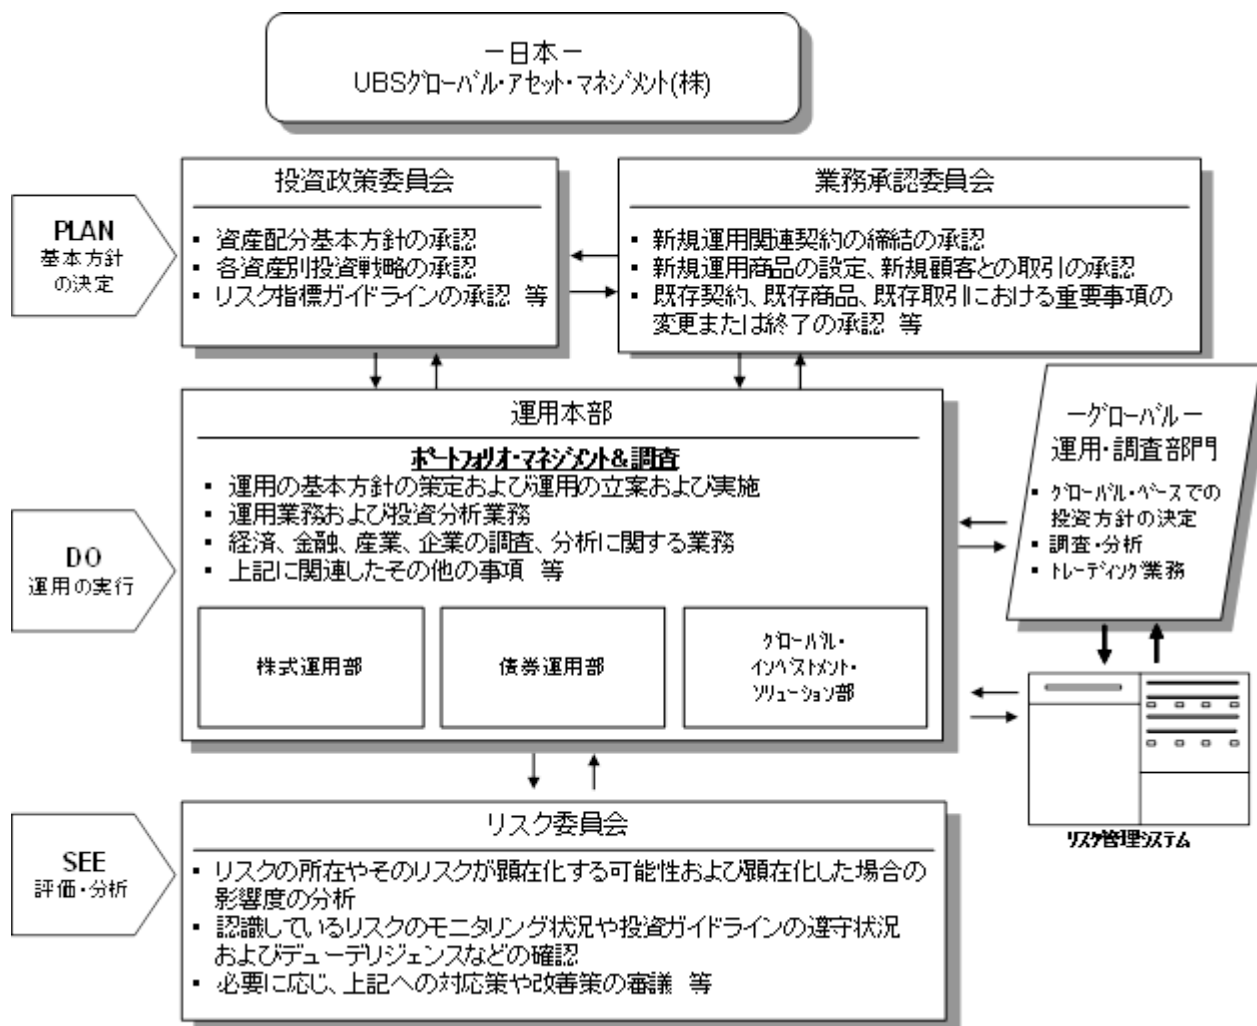 －日本－
UBSグローバル・アセット・マネジメント(株)
PLAN
基本方針
の決定
投資政策委員会
▪ 資産配分基本方針の承認
▪ 各資産別投資戦略の承認
▪ リスク指標ガイドラインの承認 等
業務承認委員会
▪ 新規運用関連契約の締結の承認
▪ 新規運用商品の設定、新規顧客との取引の承認
▪ 既存契約、既存商品、既存取引における重要事項の
変更または終了の承認 等
DO
運用の実行
運用本部
ポートフォリオ・マネジメント&調査
▪ 運用の基本方針の策定および運用の立案および実施
▪ 運用業務および投資分析業務
▪ 経済、金融、産業、企業の調査、分析に関する業務
▪ 上記に関連したその他の事項 等
株式運用部
債券運用部
グローバル・
インベストメント・
ソリューション部
－グローバル－
運用・調査部門
▪ グローバル・ベースでの
投資方針の決定
▪ 調査・分析
▪ トレーディング業務
リスク管理システム
SEE
評価・分析
リスク委員会
▪ リスクの所在やそのリスクが顕在化する可能性および顕在化した場合の
影響度の分析
▪ 認識しているリスクのモニタリング状況や投資ガイドラインの遵守状況
およびデューデリジェンスなどの確認
▪ 必要に応じ、上記への対応策や改善策の審議 等